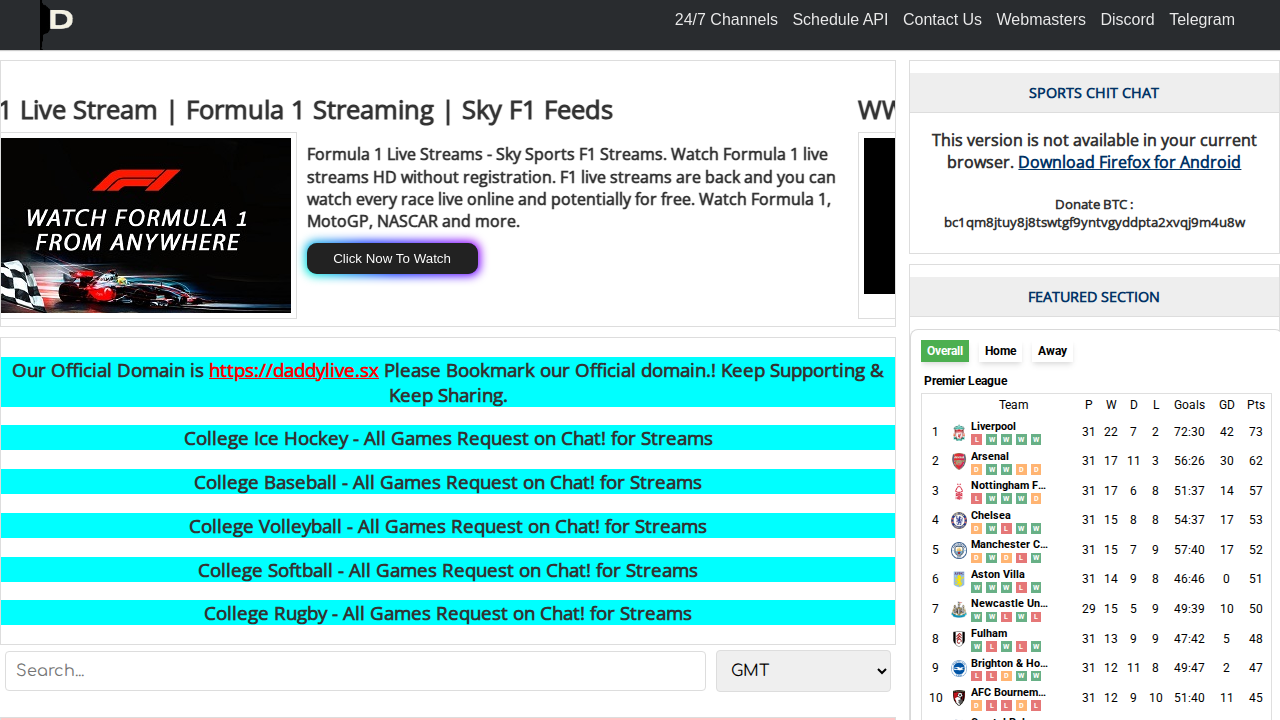 D
24/7 Channels Schedule API Contact Us Webmasters Discord Telegram
1 Live Stream | Formula 1 Streaming | Sky F1 Feeds
WATCH FORMULA 1
FROM ANYWHERE
Formula 1 Live Streams - Sky Sports F1 Streams. Watch Formula 1 live
streams HD without registration. F1 live streams are back and you can
watch every race live online and potentially for free. Watch Formula 1,
MotoGP, NASCAR and more.
Click Now To Watch
Our Official Domain is https://daddylive.sx Please Bookmark our Official domain.! Keep Supporting &
Keep Sharing.
College Ice Hockey - All Games Request on Chat! for Streams
College Baseball - All Games Request on Chat! for Streams
College Volleyball - All Games Request on Chat! for Streams
College Softball - All Games Request on Chat! for Streams
College Rugby - All Games Request on Chat! for Streams
Search...
GMT
SPORTS CHIT CHAT
This version is not available in your current
browser. Download Firefox for Android
Donate BTC :
bc1qm8jtuy8j8tswtgf9yntvgyddpta2xvqj9m4u8w
FEATURED SECTION
Overall Home Away
Premier League
Team P W D L Goals GD Pts
1 Liverpool 31 22 7 2 72:30 42 73
L W W W W
2 Arsenal 31 17 11 3 56:26 30 62
D W W D D
3 Nottingham F... 31 17 6 8 51:37 14 57
L W W W D
4 Chelsea 31 15 8 8 54:37 17 53
D W L W W
5 Manchester C... 31 15 7 9 57:40 17 52
D W D L W
6 Aston Villa 31 14 9 8 46:46 0 51
W W W L W
7 Newcastle Un... 29 15 5 9 49:39 10 50
W W L W L
8 Fulham 31 13 9 9 47:42 5 48
W L W L W
9 Brighton & Ho... 31 12 11 8 49:47 2 47
L L D W W
10 AFC Bournem... 31 12 9 10 51:40 11 45
D L L D L